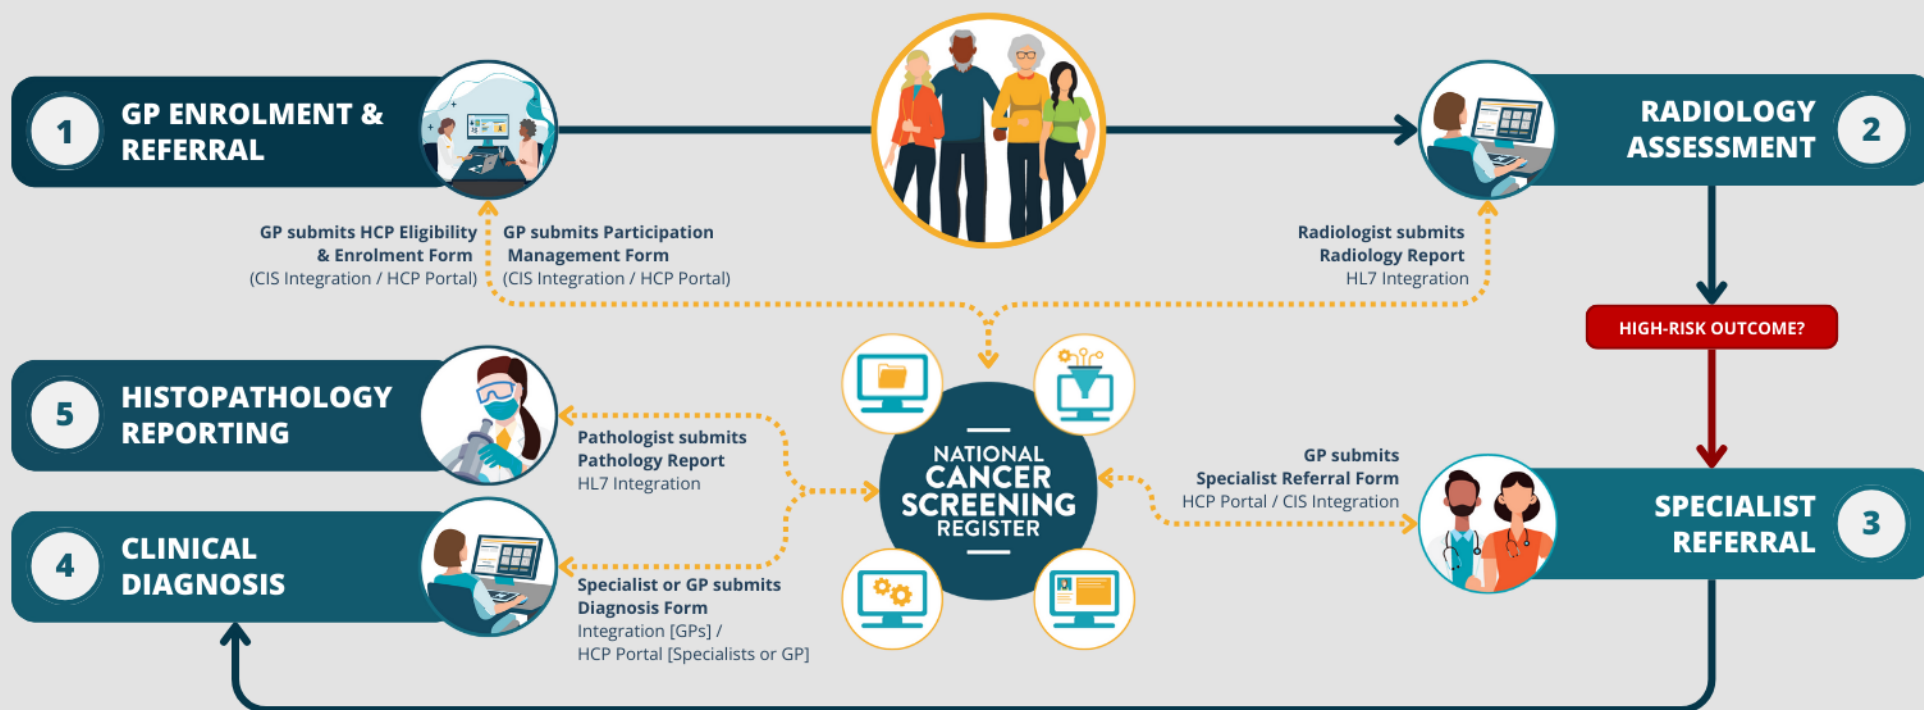 1
GP ENROLMENT &
REFERRAL
RADIOLOGY
ASSESSMENT
2
GP submits HCP Eligibility
& Enrolment Form
(CIS Integration / HCP Portal)
GP submits Participation
Management Form
(CIS Integration / HCP Portal)
Radiologist submits
Radiology Report
HL7 Integration
HIGH-RISK OUTCOME?
5
HISTOPATHOLOGY
REPORTING
Pathologist submits
Pathology Report
HL7 Integration
NATIONAL
CANCER
SCREENING
REGISTER
GP submits
Specialist Referral Form
HCP Portal / CIS Integration
SPECIALIST
REFERRAL
3
4
CLINICAL
DIAGNOSIS
Specialist or GP submits
Diagnosis Form
Integration [GPs] /
HCP Portal [Specialists or GP]